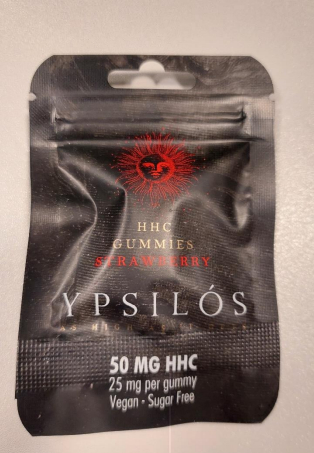 HHC
GUMMIES
STRAWBERRY
YPSILÓS
50 MG HHC
25 mg per gummy
Vegan - Sugar Free